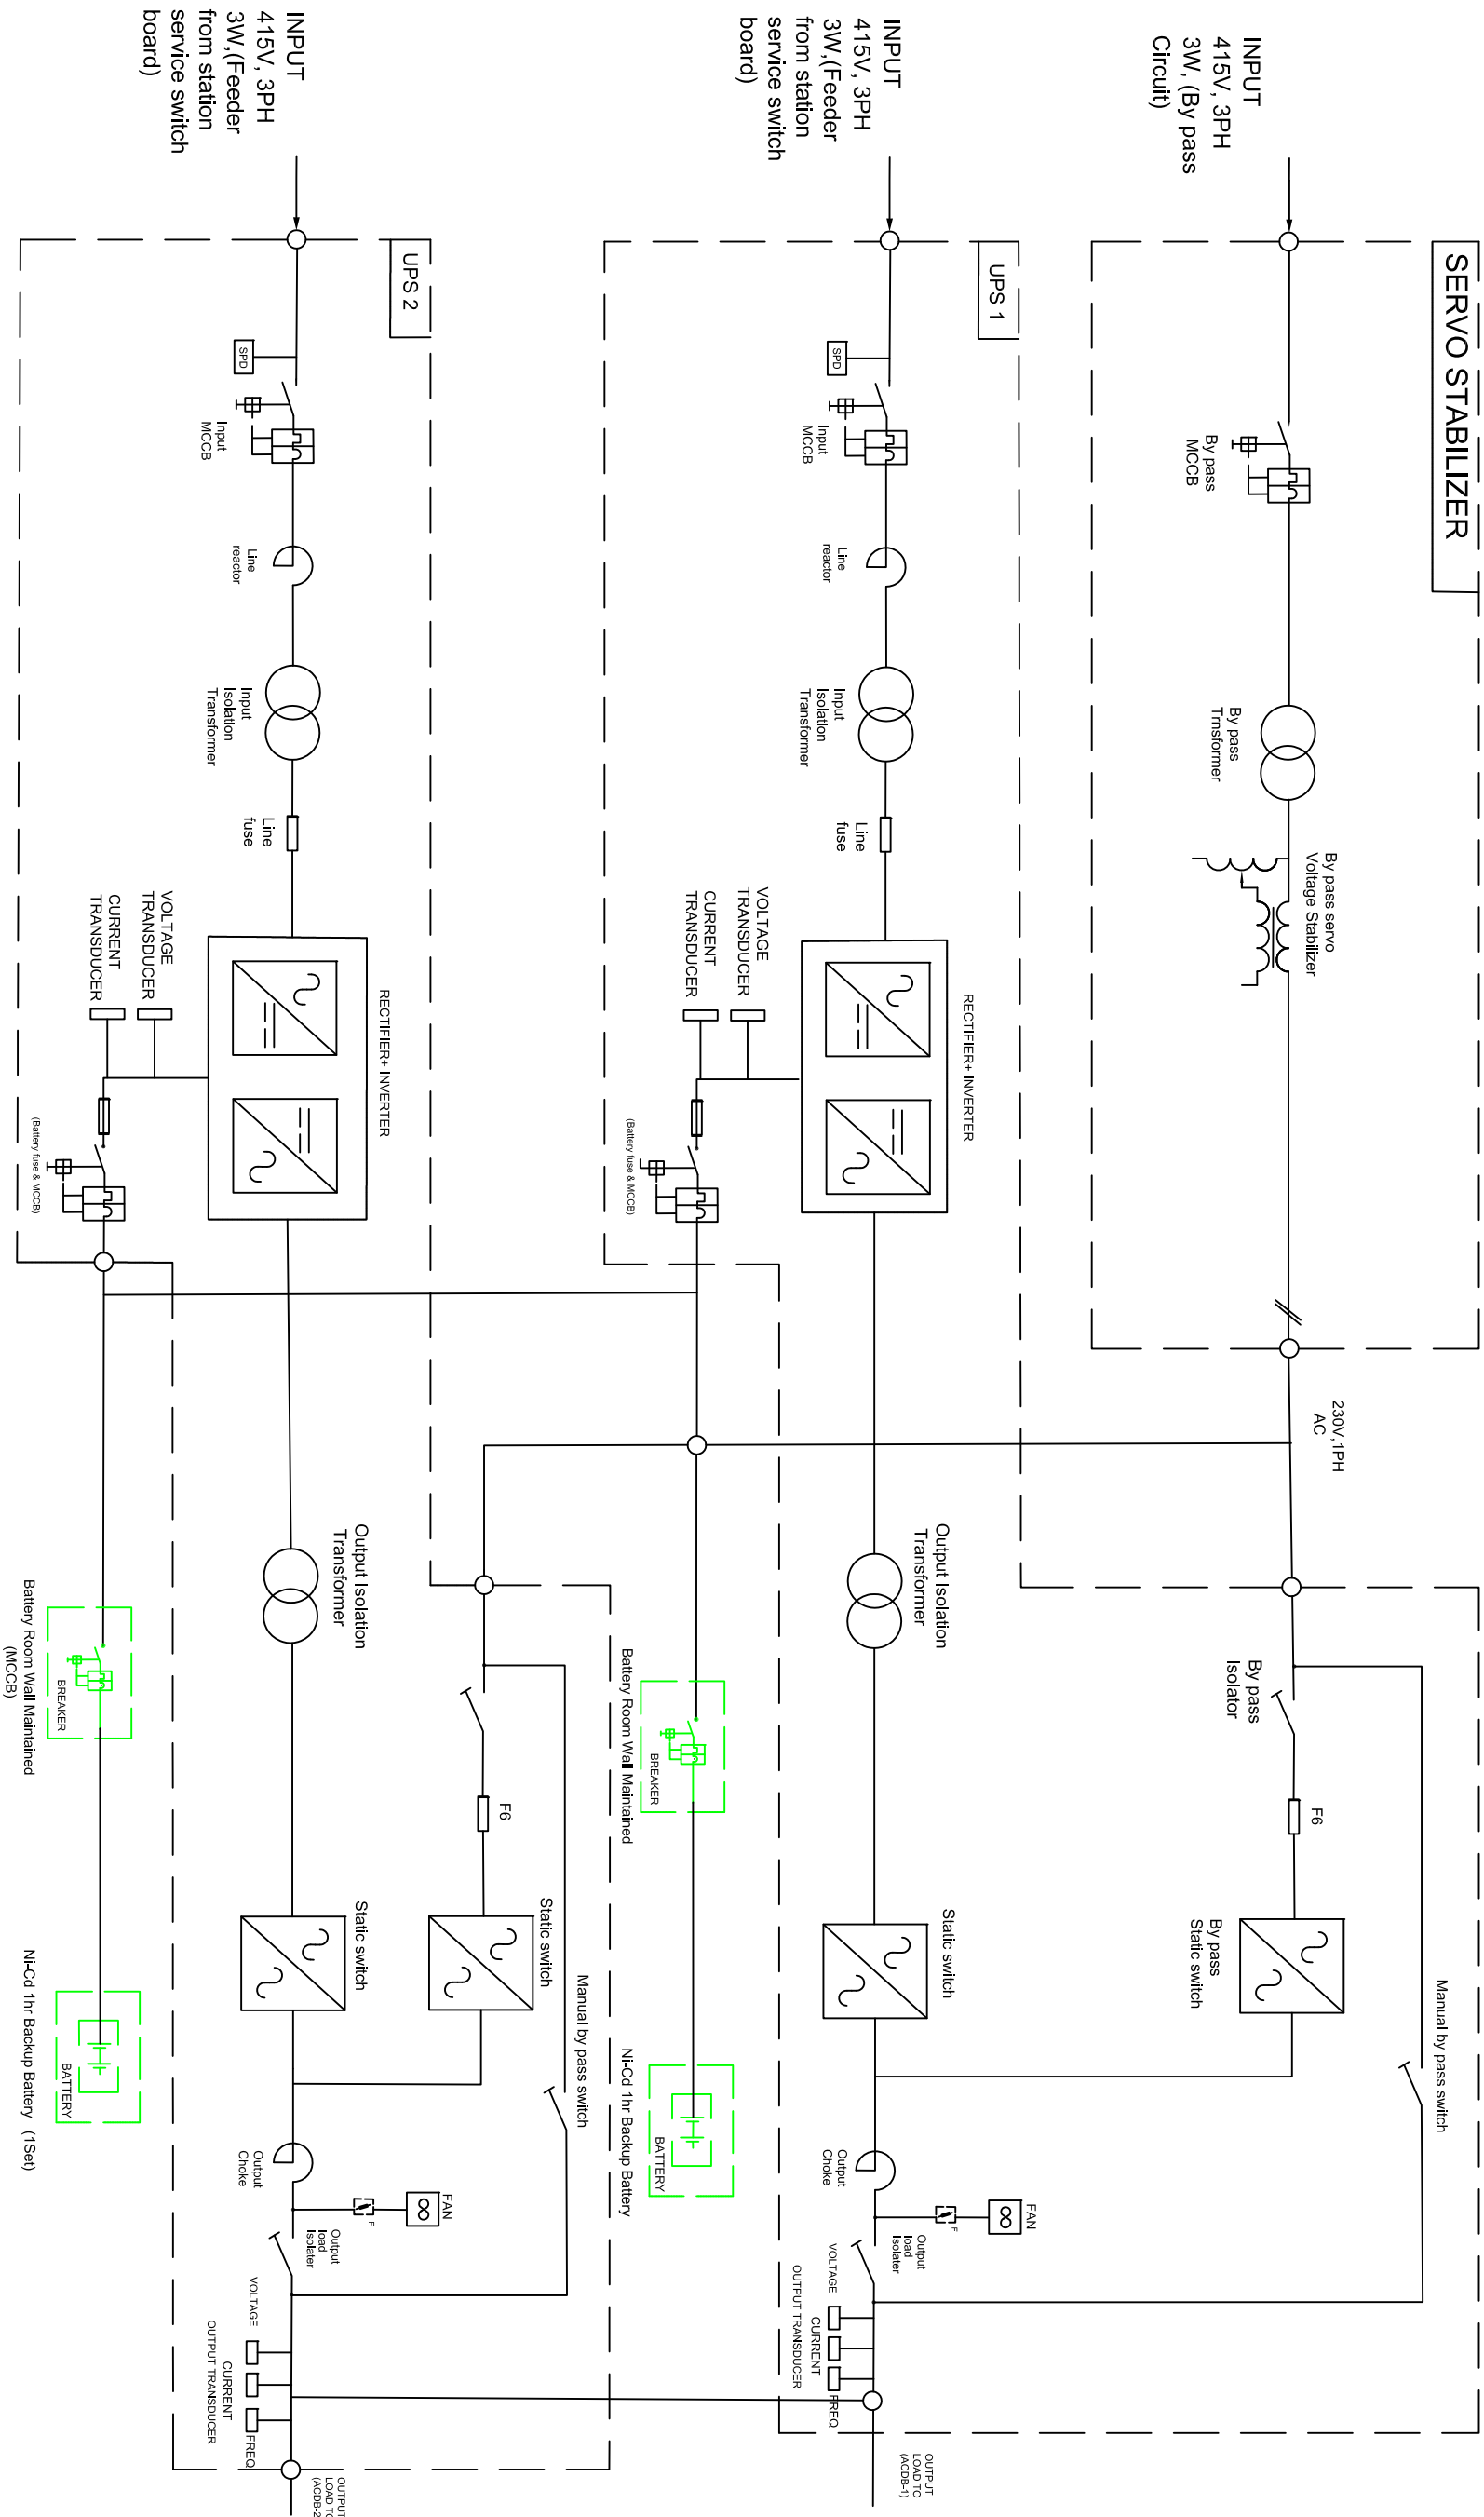 SERVO STABILIZER
INPUT
415V, 3PH
3W, (By pass
Circuit)
By pass
MCCB
By pass
Trnsformer
By pass servo
Voltage Stabilizer
230V,1PH
AC
By pass
Isolator
F6
By pass
Static switch
Manual by pass switch
UPS 1
INPUT
415V, 3PH
3W,(Feeder
from station
service switch
board)
SPD
Input
MCCB
Line
reactor
Input
Isolation
Transformer
Line
fuse
RECTIFIER+ INVERTER
VOLTAGE
TRANSDUCER
CURRENT
TRANSDUCER
(Battery fuse & MCCB)
Output Isolation
Transformer
Static switch
Output
Choke
FAN
F
Output
load
Isolater
VOLTAGE
CURRENT
OUTPUT TRANSDUCER
FREQ
OUTPUT
LOAD TO
(ACDB-1)
Battery Room Wall Maintained
BREAKER
Ni-Cd 1hr Backup Battery
BATTERY
UPS 2
INPUT
415V, 3PH
3W,(Feeder
from station
service switch
board)
SPD
Input
MCCB
Line
reactor
Input
Isolation
Transformer
Line
fuse
RECTIFIER+ INVERTER
VOLTAGE
TRANSDUCER
CURRENT
TRANSDUCER
(Battery fuse & MCCB)
Output Isolation
Transformer
F6
Static switch
Static switch
Manual by pass switch
Output
Choke
FAN
F
Output
load
Isolater
VOLTAGE
CURRENT
OUTPUT TRANSDUCER
FREQ
OUTPUT
LOAD TO
(ACDB-2
BREAKER
Battery Room Wall Maintained
(MCCB)
BATTERY
Ni-Cd 1hr Backup Battery (1Set)